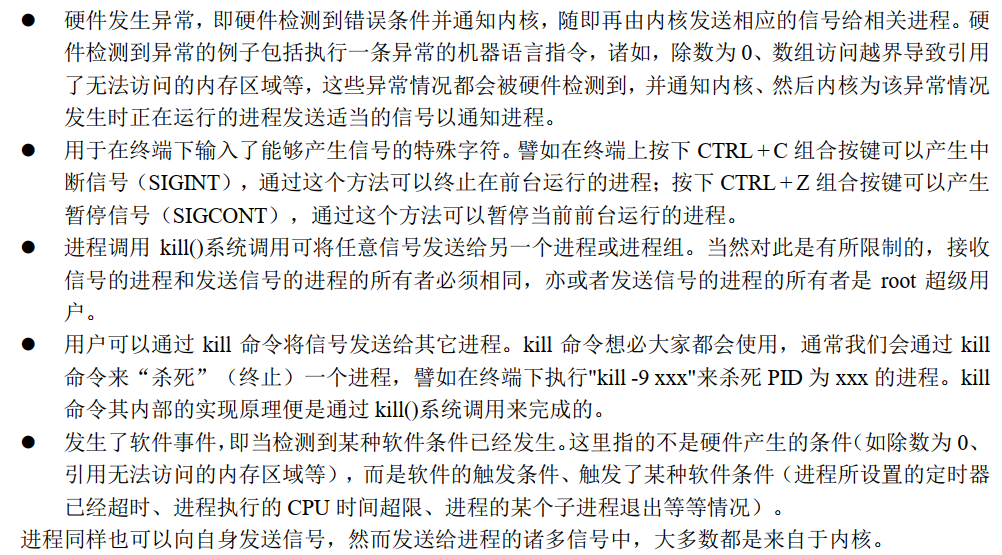 ● 硬件发生异常，即硬件检测到错误条件并通知内核，随即再由内核发送相应的信号给相关进程。硬
件检测到异常的例子包括执行一条异常的机器语言指令，诸如，除数为 0、数组访问越界导致引用
了无法访问的内存区域等，这些异常情况都会被硬件检测到，并通知内核、然后内核为该异常情况
发生时正在运行的进程发送适当的信号以通知进程。
● 用于在终端下输入了能够产生信号的特殊字符。譬如在终端上按下 CTRL + C 组合按键可以产生中
断信号（SIGINT），通过这个方法可以终止在前台运行的进程；按下 CTRL + Z 组合按键可以产生
暂停信号（SIGCONT），通过这个方法可以暂停当前前台运行的进程。
● 进程调用 kill()系统调用可将任意信号发送给另一个进程或进程组。当然对此是有所限制的，接收
信号的进程和发送信号的进程的所有者必须相同，亦或者发送信号的进程的所有者是 root 超级用
户。
● 用户可以通过 kill 命令将信号发送给其它进程。kill 命令想必大家都会使用，通常我们会通过 kill
命令来“杀死”（终止）一个进程，譬如在终端下执行"kill -9 xxx"来杀死 PID 为 xxx 的进程。kill
命令其内部的实现原理便是通过 kill()系统调用来完成的。
● 发生了软件事件，即当检测到某种软件条件已经发生。这里指的不是硬件产生的条件（如除数为 0、
引用无法访问的内存区域等），而是软件的触发条件、触发了某种软件条件（进程所设置的定时器
已经超时、进程执行的 CPU 时间超限、进程的某个子进程退出等等情况）。
进程同样也可以向自身发送信号，然而发送给进程的诸多信号中，大多数都是来自于内核。